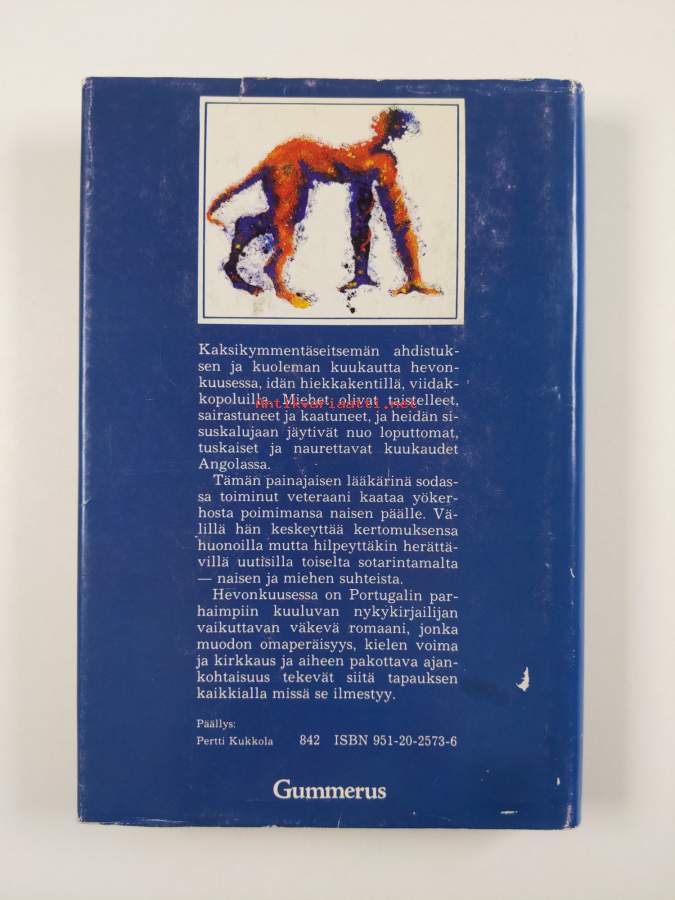 Kaksikymmentäseitsemän ahdistuk-
sen ja kuoleman kuukautta hevon-
kuusessa, idän hiekkakentillä, viidak-
kopoluilla. Miehet olivat taistelleet,
Antikvariaatti.net
sairastuneet ja kaatuneet, ja heidän si-
suskalujaan jäytivät nuo loputtomat,
tuskaiset ja naurettavat kuukaudet
Angolassa.
Tämän painajaisen lääkärinä sodas-
sa toiminut veteraani kaataa yöker-
hosta poimimansa naisen päälle. Vä-
lillä hän keskeyttää kertomuksensa
huonoilla mutta hilpeyttäkin herättä-
villä uutisilla toiselta sotarintamalta
— naisen ja miehen suhteista.
Hevonkuusessa on Portugalin par-
haimpiin kuuluvan nykykirjailijan
vaikuttavan väkevä romaani, jonka
muodon omaperäisyys, kielen voima
ja kirkkaus ja aiheen pakottava ajan-
kohtaisuus tekevät siitä tapauksen
kaikkialla missä se ilmestyy.
Päällys:
Pertti Kukkola 842 ISBN 951-20-2573-6
Gummerus